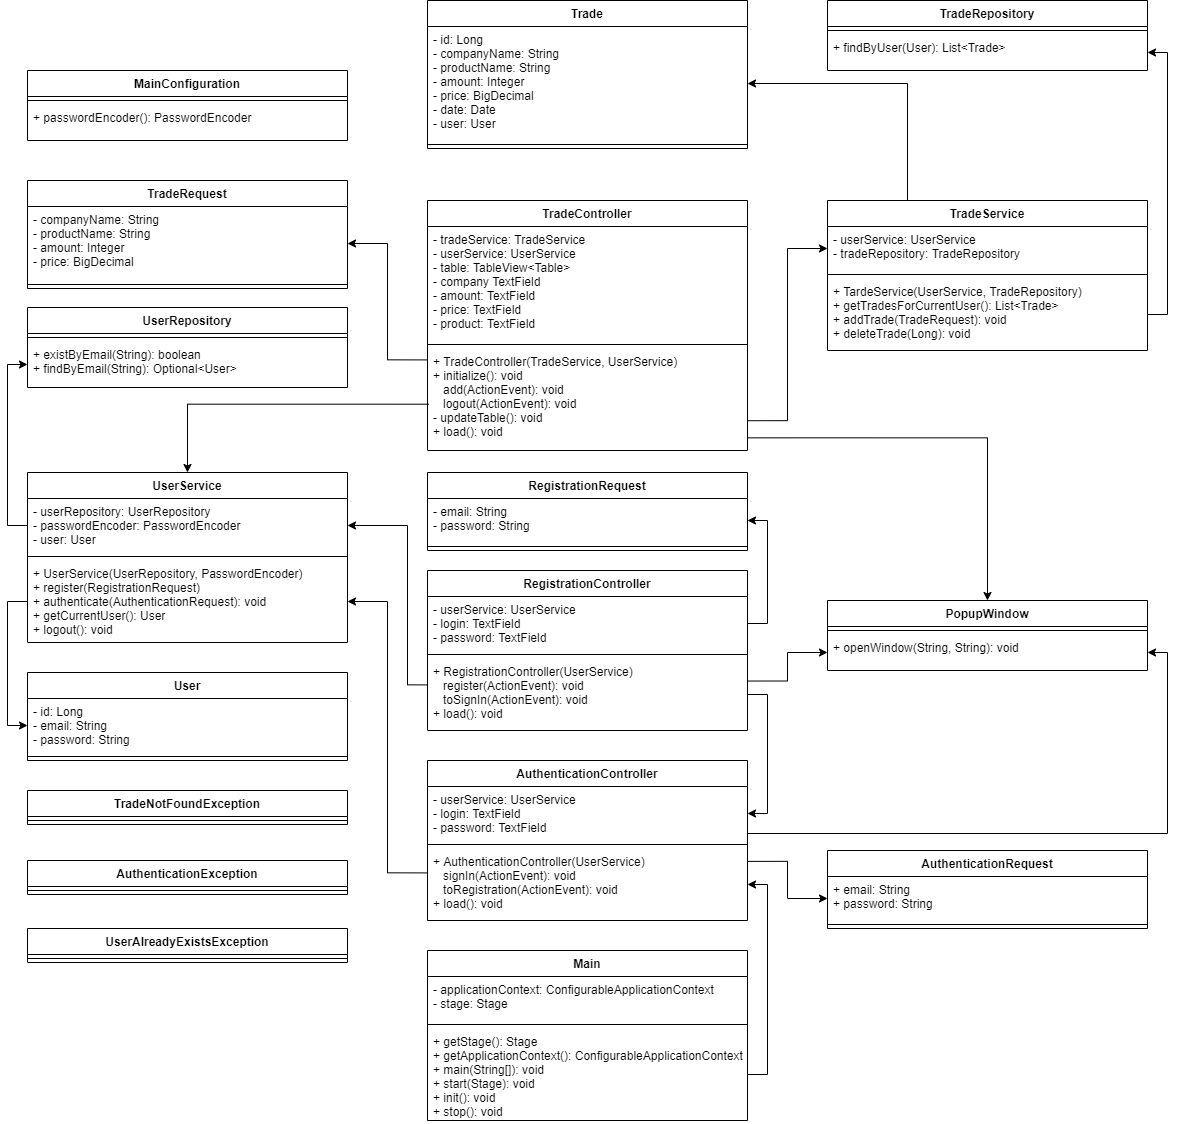 Trade
- id: Long
- companyName: String
- productName: String
- amount: Integer
- price: BigDecimal
- date: Date
- user: User
TradeRepository
+ findByUser(User): List<Trade>
MainConfiguration
+ passwordEncoder(): PasswordEncoder
TradeRequest
- companyName: String
- productName: String
- amount: Integer
- price: BigDecimal
TradeController
- tradeService: TradeService
- userService: UserService
- table: TableView<Table>
- company TextField
- amount: TextField
- price: TextField
- product: TextField
+ TradeController(TradeService, UserService)
+ initialize(): void
add(ActionEvent): void
logout(ActionEvent): void
- updateTable(): void
+ load(): void
TradeService
- userService: UserService
- tradeRepository: TradeRepository
+ TardeService(UserService, TradeRepository)
+ getTradesForCurrentUser(): List<Trade>
+ addTrade(TradeRequest): void
+ deleteTrade(Long): void
UserRepository
+ existByEmail(String): boolean
+ findByEmail(String): Optional<User>
UserService
- userRepository: UserRepository
- passwordEncoder: PasswordEncoder
- user: User
+ UserService(UserRepository, PasswordEncoder)
+ register(RegistrationRequest)
+ authenticate(AuthenticationRequest): void
+ getCurrentUser(): User
+ logout(): void
RegistrationRequest
- email: String
- password: String
RegistrationController
- userService: UserService
- login: TextField
- password: TextField
+ RegistrationController(UserService)
register(ActionEvent): void
toSignIn(ActionEvent): void
+ load(): void
PopupWindow
+ openWindow(String, String): void
User
- id: Long
- email: String
- password: String
AuthenticationController
- userService: UserService
- login: TextField
- password: TextField
+ AuthenticationController(UserService)
signIn(ActionEvent): void
toRegistration(ActionEvent): void
+ load(): void
TradeNotFoundException
AuthenticationException
UserAlreadyExistsException
AuthenticationRequest
+ email: String
+ password: String
Main
- applicationContext: ConfigurableApplicationContext
- stage: Stage
+ getStage(): Stage
+ getApplicationContext(): ConfigurableApplicationContext
+ main(String[]): void
+ start(Stage): void
+ init(): void
+ stop(): void